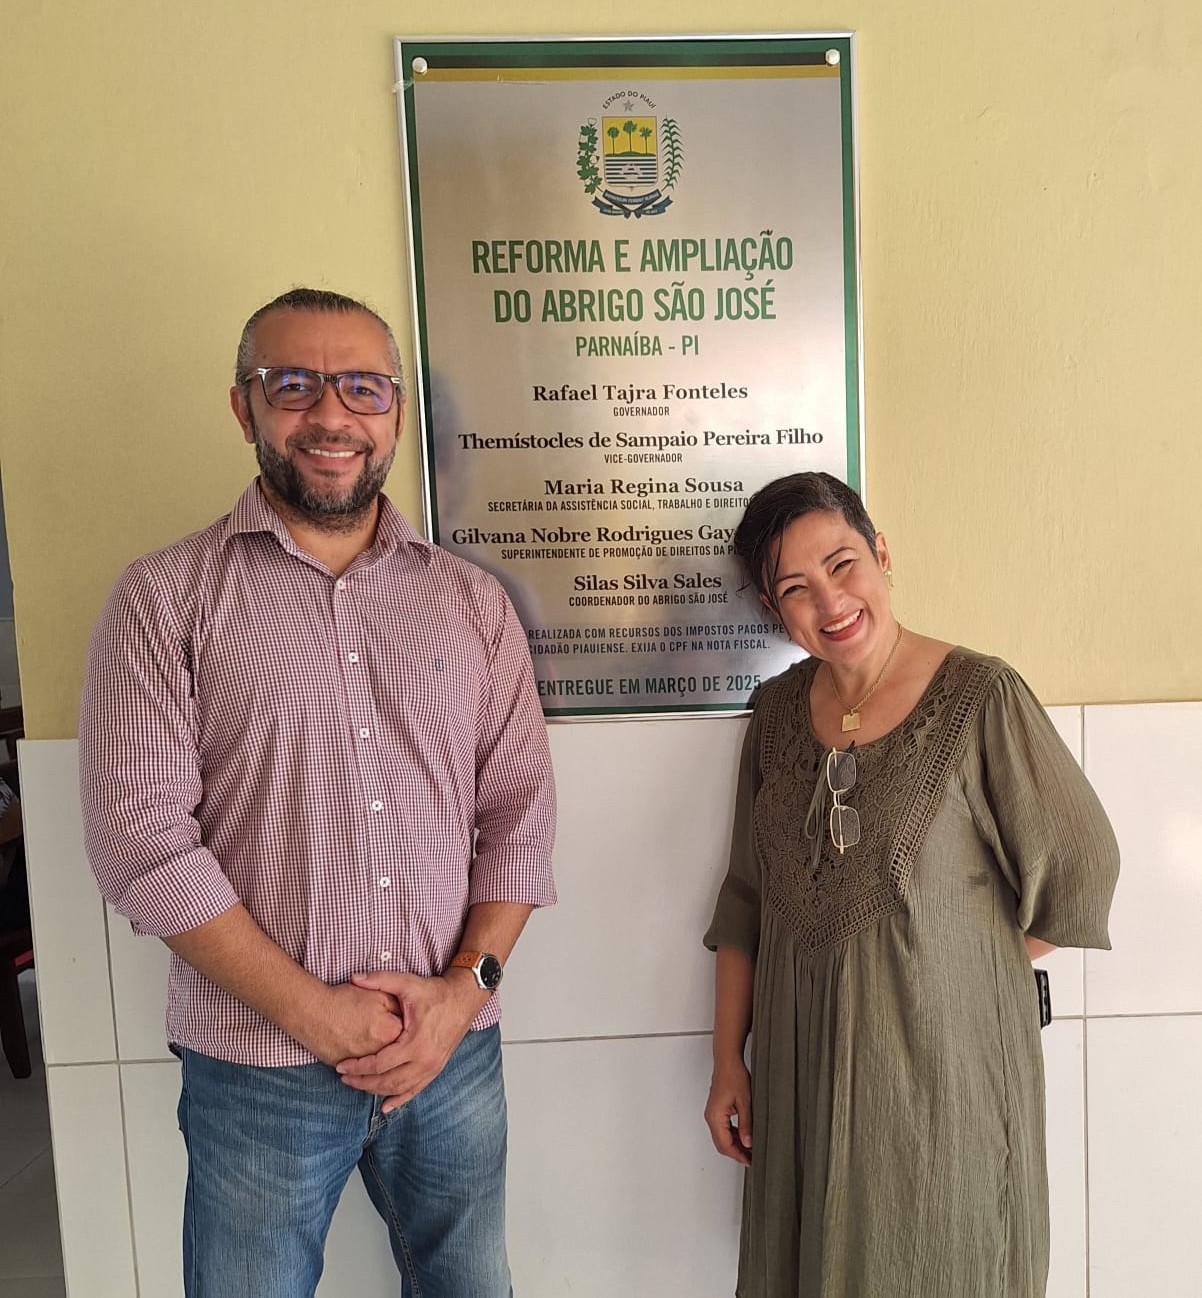 ESTADO DO PIAUÍ
REFORMA E AMPLIAÇÃO
DO ABRIGO SÃO JOSÉ
PARNAÍBA - PI
Rafael Tajra Fonteles
GOVERNADOR
Themístocles de Sampaio Pereira Filho
VICE-GOVERNADOR
Maria Regina Sousa
SECRETÁRIA DA ASSISTÊNCIA SOCIAL, TRABALHO E DIREITOS
Gilvana Nobre Rodrigues Gay
SUPERINTENDENTE DE PROMOÇÃO DE DIREITOS DA P
Silas Silva Sales
COORDENADOR DO ABRIGO SÃO JOSÉ
REALIZADA COM RECURSOS DOS IMPOSTOS PAGOS PE
CIDADÃO PIAUIENSE. EXIJA O CPF NA NOTA FISCAL.
ENTREGUE EM MARÇO DE 2025